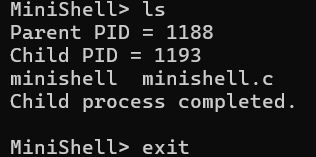 MiniShell> ls
Parent PID = 1188
Child PID = 1193
minishell  minishell.c
Child process completed.
MiniShell> exit